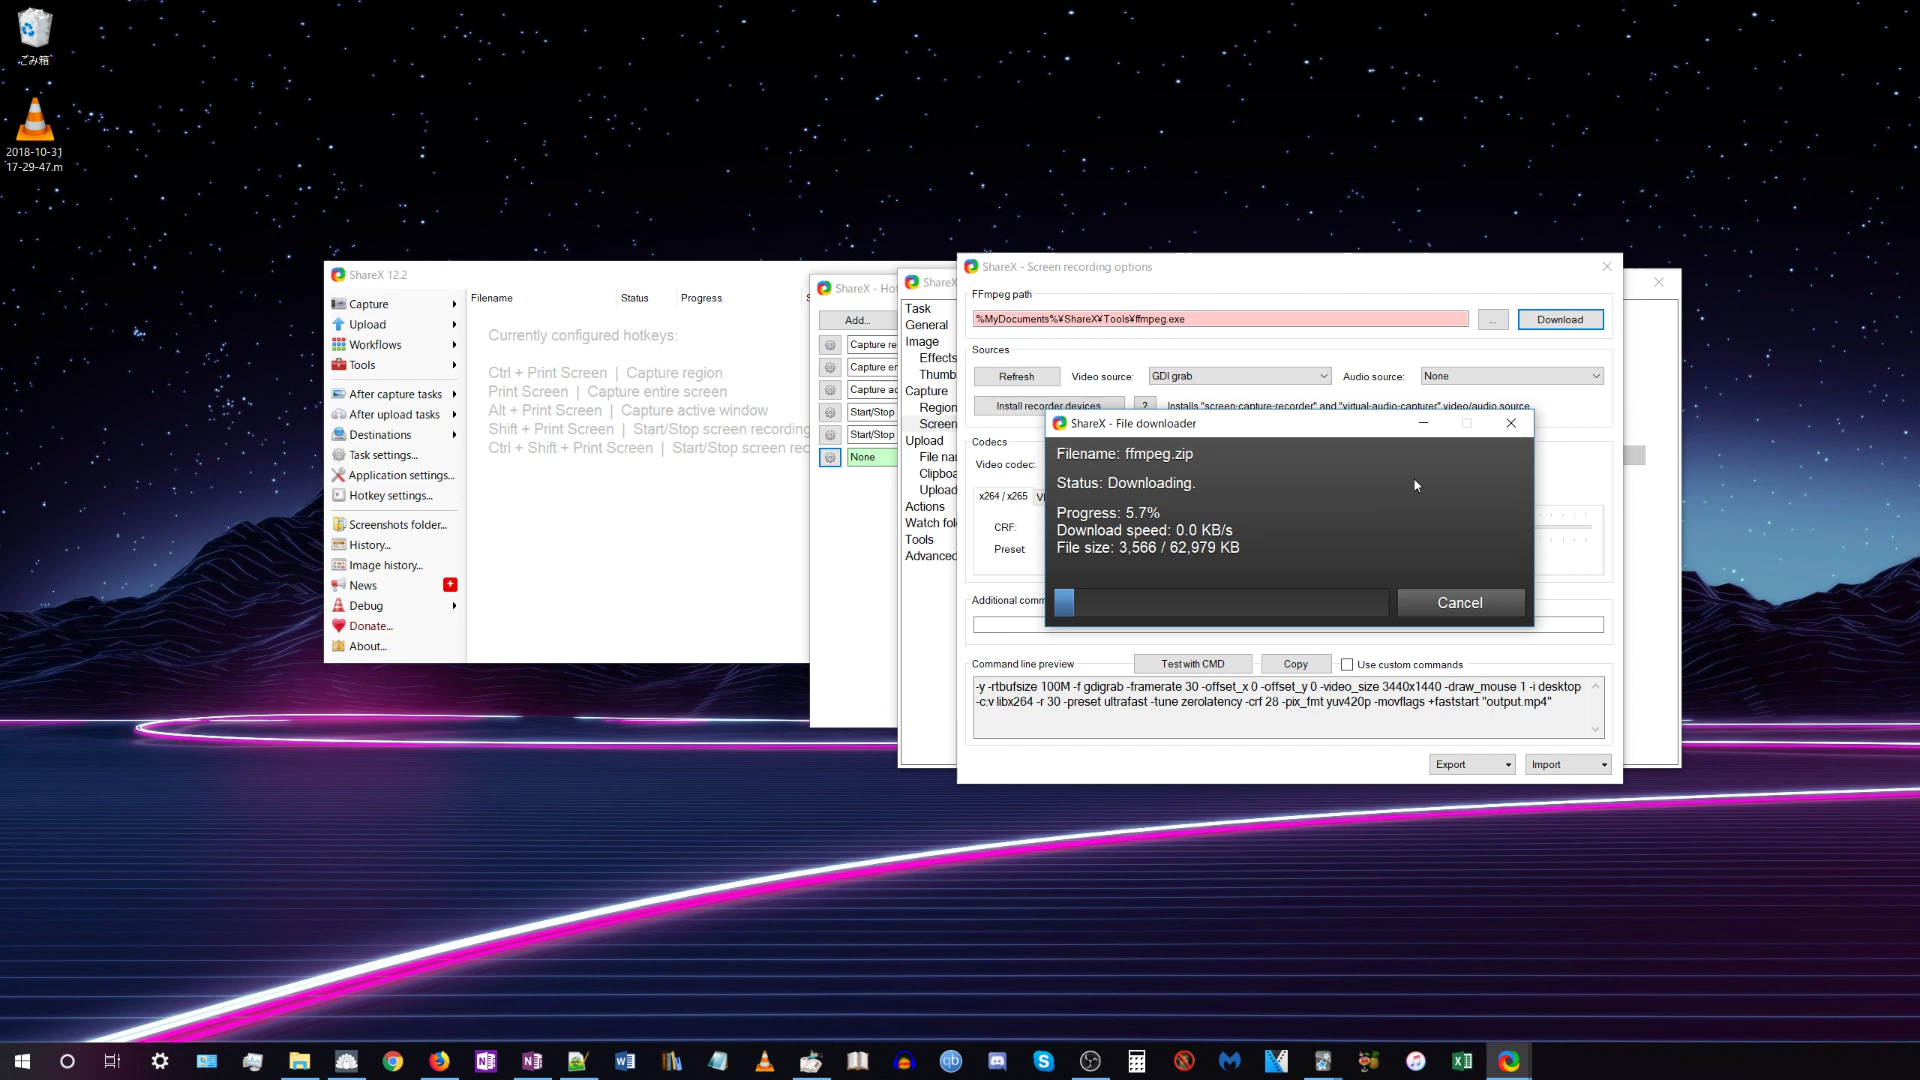 ごみ箱
2018-10-31
17-29-47.m
ShareX 12.2
Capture
Upload
Workflows
Tools
After capture tasks
After upload tasks
Destinations
Task settings...
Application settings...
Hotkey settings...
Screenshots folder...
History...
Image history...
News
Debug
Donate...
About...
Filename Status Progress
Currently configured hotkeys:
Ctrl + Print Screen | Capture region
Print Screen | Capture entire screen
Alt + Print Screen | Capture active window
Shift + Print Screen | Start/Stop screen recording
Ctrl + Shift + Print Screen | Start/Stop screen rec
ShareX - Hot
Add...
Capture re
Capture en
Capture ac
Start/Stop
Start/Stop
None
ShareX
Task
General
Image
Effects
Thumb
Capture
Region
Screen
Upload
File na
Clipboa
Upload
Actions
Watch fol
Tools
Advanced
ShareX - Screen recording options
FFmpeg path
%MyDocuments%¥ShareX¥Tools¥ffmpeg.exe
... Download
Sources
Refresh Video source: GDI grab Audio source: None
Install recorder devices ? Installs "screen-capture-recorder" and "virtual-audio-capturer" video/audio source
Codecs
Video codec:
x264 / x265
CRF:
Preset
ShareX - File downloader
Filename: ffmpeg.zip
Status: Downloading.
Progress: 5.7%
Download speed: 0.0 KB/s
File size: 3,566 / 62,979 KB
Cancel
Additional comm
Command line preview Test with CMD Copy Use custom commands
-y -rtbufsize 100M -f gdigrab -framerate 30 -offset_x 0 -offset_y 0 -video_size 3440x1440 -draw_mouse 1 -i desktop
-c:v libx264 -r 30 -preset ultrafast -tune zerolatency -crf 28 -pix_fmt yuv420p -movflags +faststart "output.mp4"
Export Import